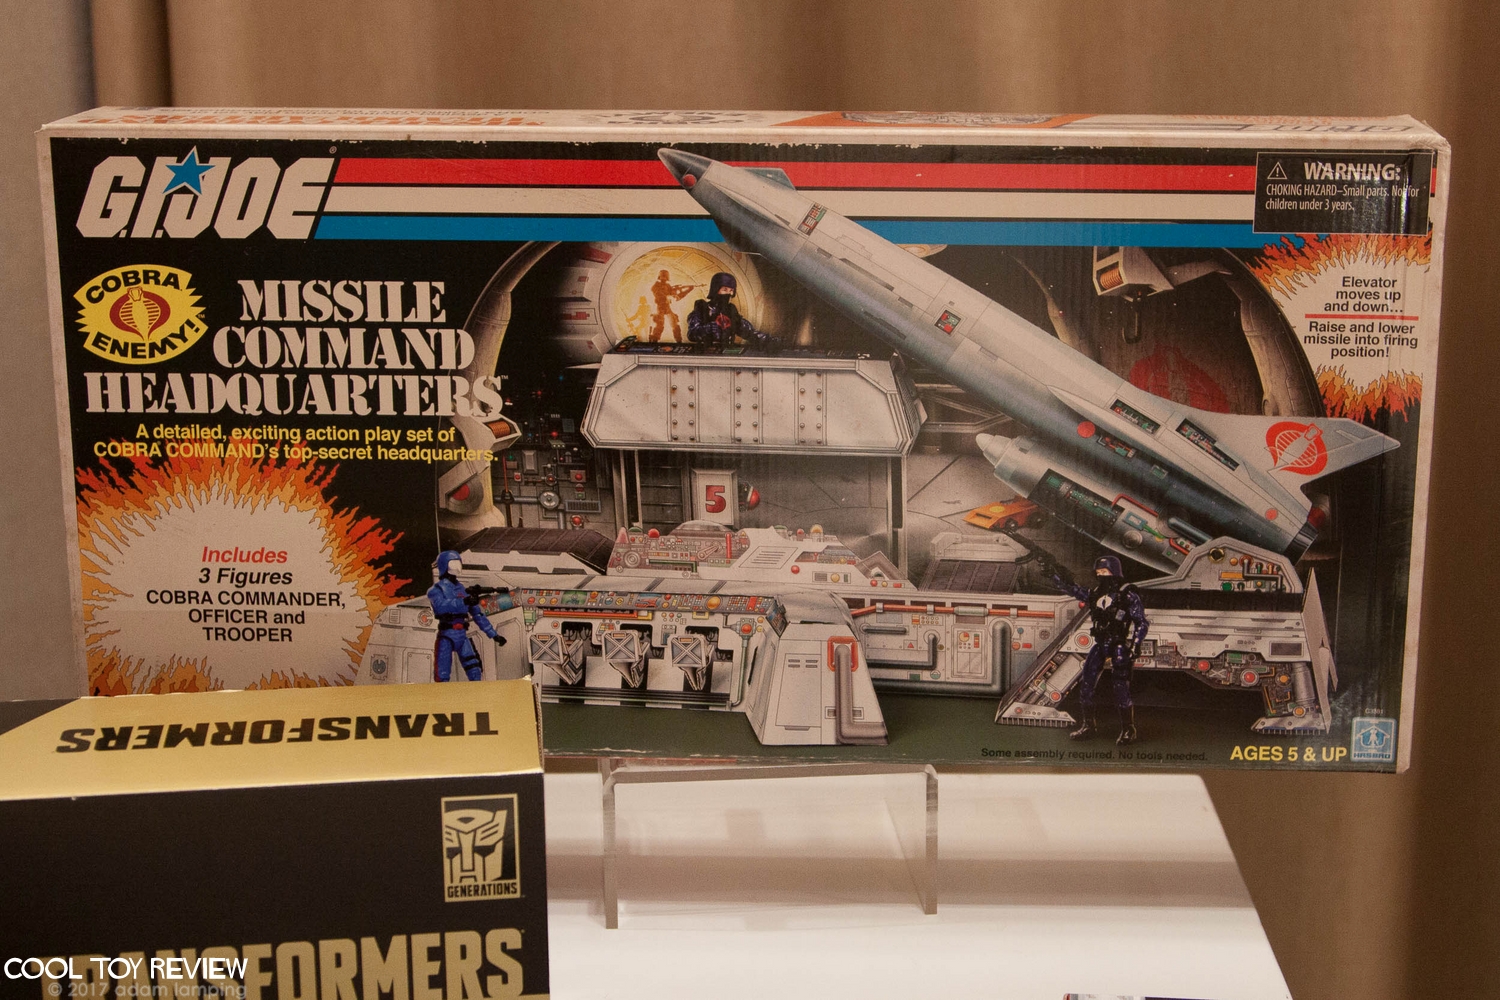 G.I.JOE
®
WARNING:
CHOKING HAZARD–Small parts. Not for
children under 3 years.
COBRA
ENEMY!
MISSILE
COMMAND
HEADQUARTERS™
A detailed, exciting action play set of
COBRA COMMAND's top-secret headquarters.
Elevator
moves up
and down...
Raise and lower
missile into firing
position!
5
Includes
3 Figures
COBRA COMMANDER,
OFFICER and
TROOPER
Some assembly required. No tools needed.
AGES 5 & UP
HASBRO
TRANSFORMERS
GENERATIONS
TRANSFORMERS
COOL TOY REVIEW
© 2017 adam lamping